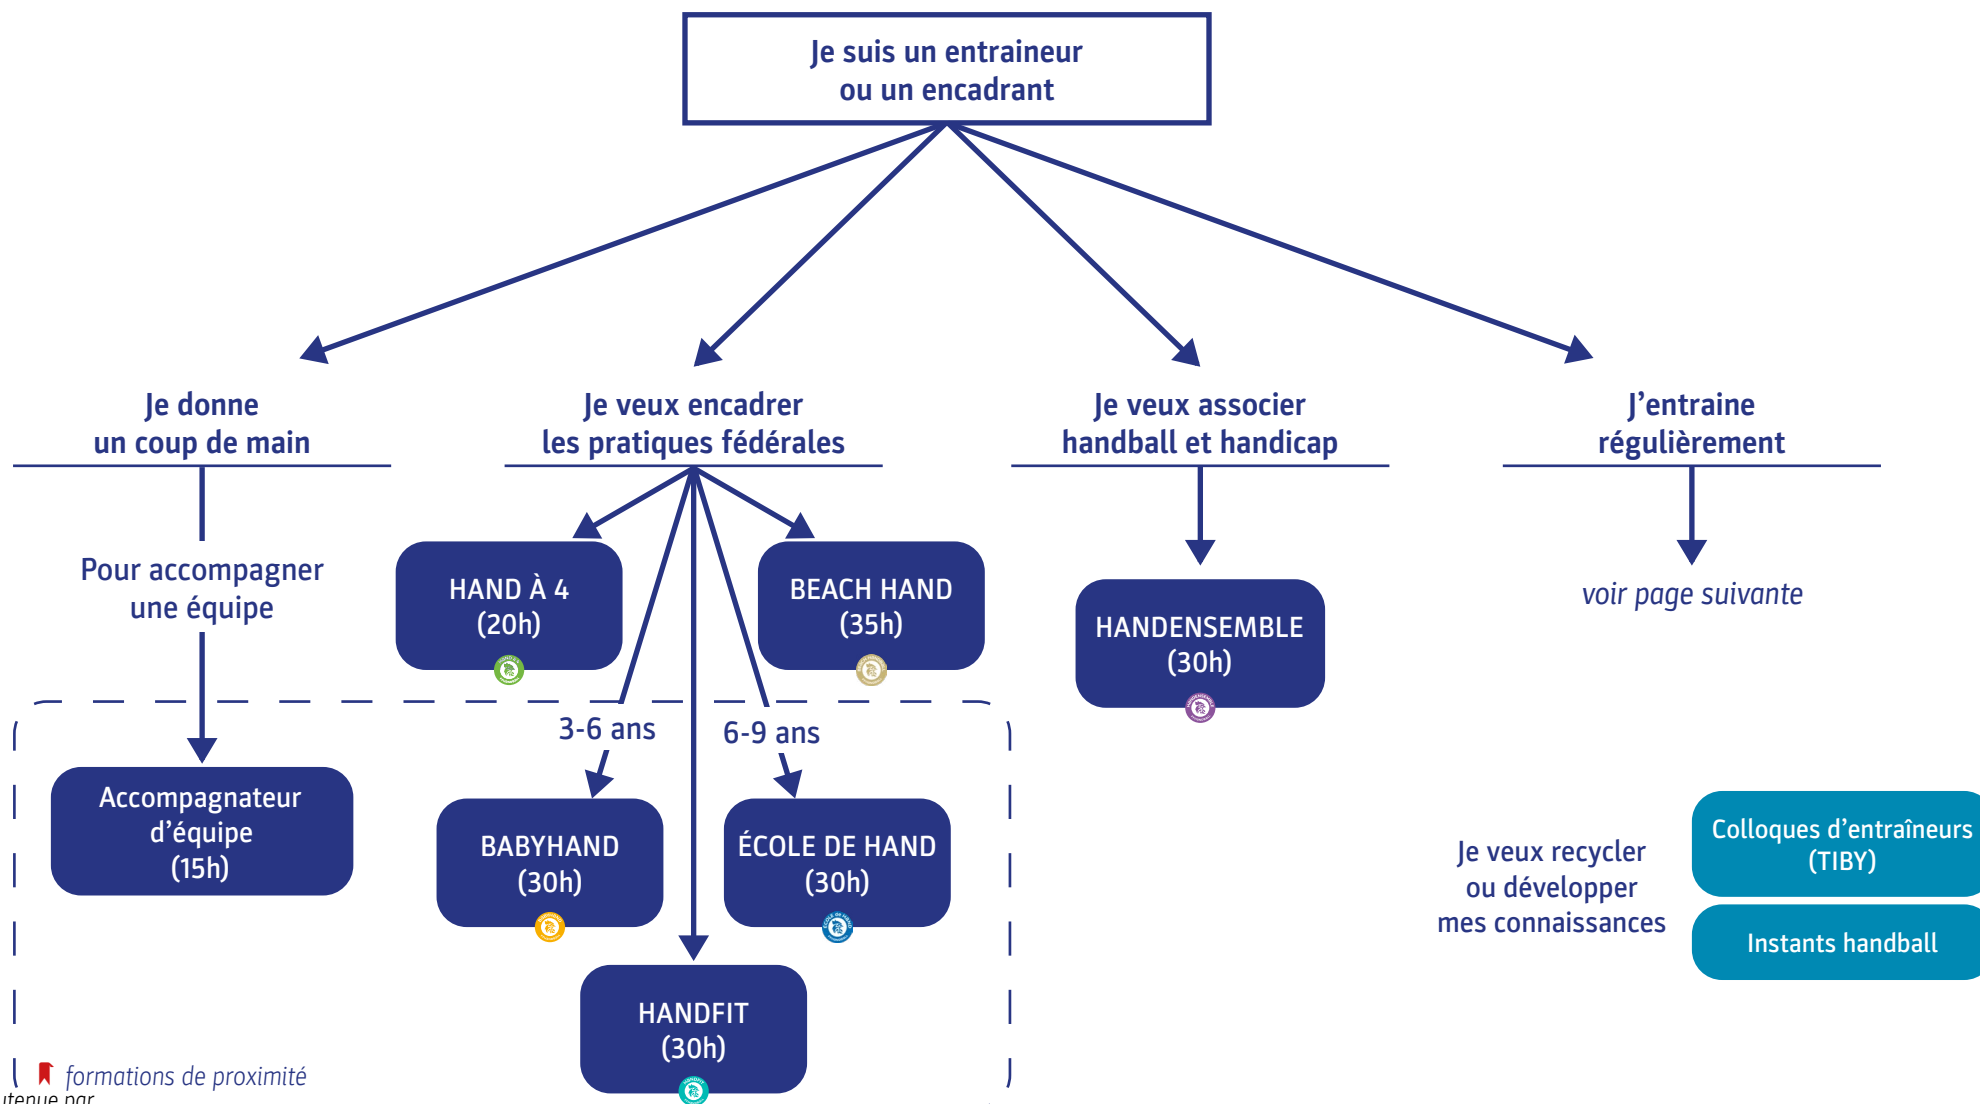 Je suis un entraineur
ou un encadrant
Je donne
un coup de main
Je veux encadrer
les pratiques fédérales
Je veux associer
handball et handicap
J’entraine
régulièrement
Pour accompagner
une équipe
HAND À 4
(20h)
BEACH HAND
(35h)
HANDENSEMBLE
(30h)
voir page suivante
3-6 ans
6-9 ans
Accompagnateur
d’équipe
(15h)
BABYHAND
(30h)
ÉCOLE DE HAND
(30h)
HANDFIT
(30h)
Je veux recycler
ou développer
mes connaissances
Colloques d’entraîneurs
(TIBY)
Instants handball
formations de proximité
utenue par